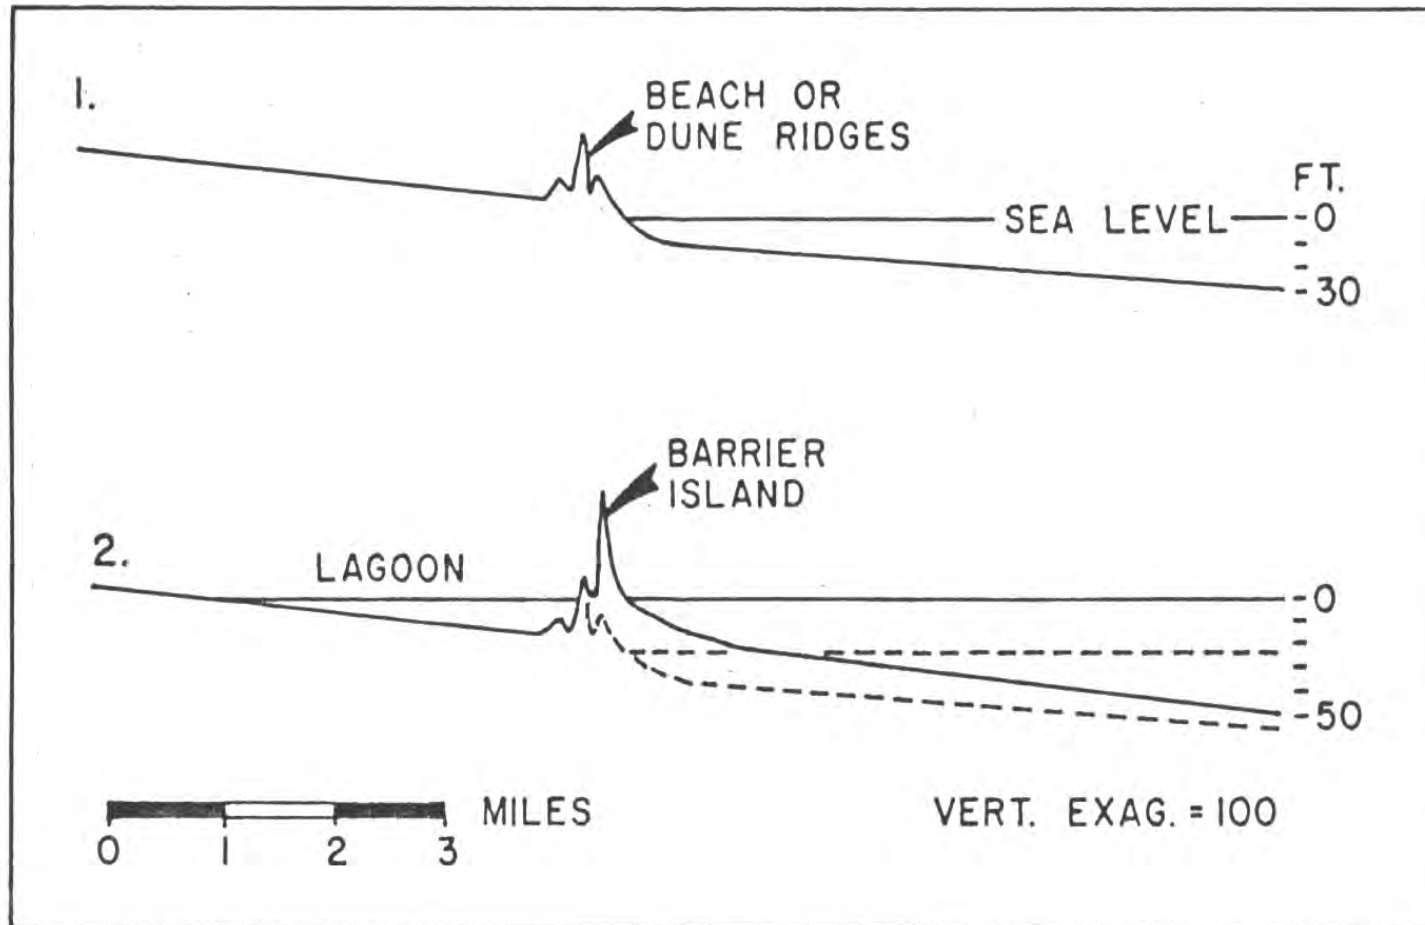 1.
BEACH OR
DUNE RIDGES
FT.
SEA LEVEL
-0
-30
BARRIER
ISLAND
2.
LAGOON
-0
-50
MILES
VERT. EXAG. = 100
0 1 2 3